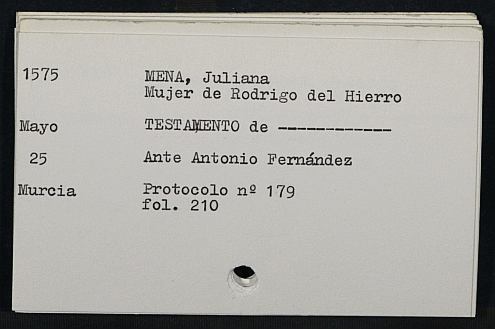 1575 MENA, Juliana
Mujer de Rodrigo del Hierro
Mayo TESTAMENTO de ------------
25 Ante Antonio Fernández
Murcia Protocolo nº 179
fol. 210